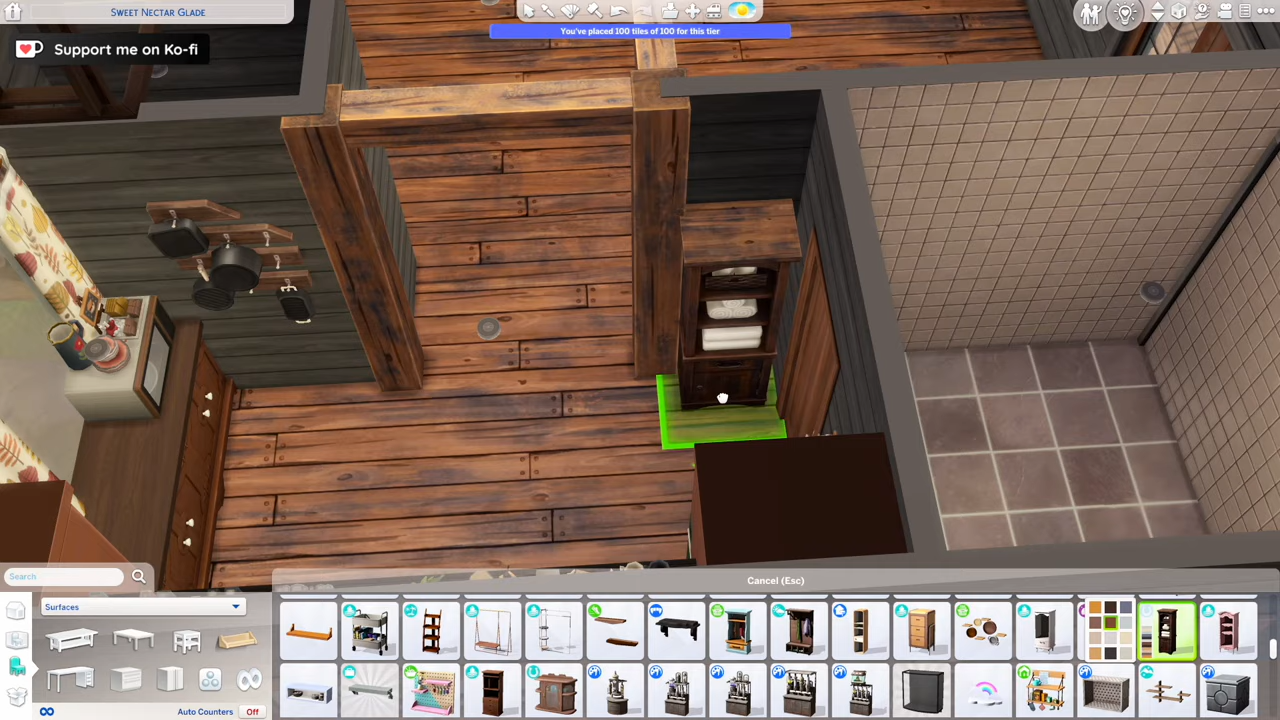 SWEET NECTAR GLADE
You've placed 100 tiles of 100 for this tier
Support me on Ko-fi
Cancel (Esc)
Search
Surfaces
Auto Counters
Off